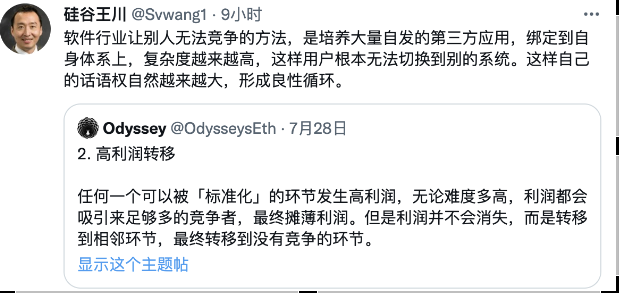 硅谷王川 @Svwang1 · 9小时
软件行业让别人无法竞争的方法，是培养大量自发的第三方应用，绑定到自
身体系上，复杂度越来越高，这样用户根本无法切换到别的系统。这样自己
的话语权自然越来越大，形成良性循环。
Odyssey @OdysseysEth · 7月28日
2. 高利润转移
任何一个可以被「标准化」的环节发生高利润，无论难度多高，利润都会
吸引来足够多的竞争者，最终摊薄利润。但是利润并不会消失，而是转移
到相邻环节，最终转移到没有竞争的环节。
显示这个主题帖